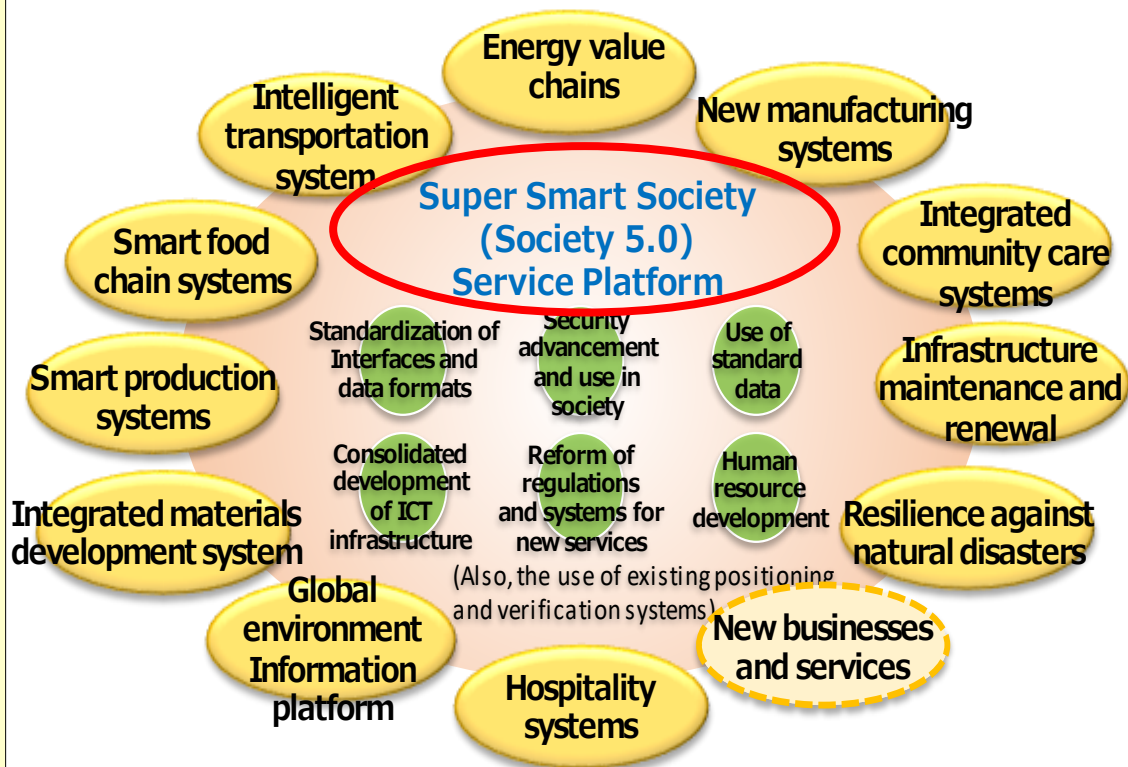 Energy value
chains
Intelligent
transportation
system
New manufacturing
systems
Super Smart Society
(Society 5.0)
Service Platform
Smart food
chain systems
Integrated
community care
systems
Standardization of
Interfaces and
data formats
Security
advancement
and use in
society
Use of
standard
data
Smart production
systems
Infrastructure
maintenance and
renewal
Consolidated
development
of ICT
infrastructure
Reform of
regulations
and systems for
new services
Human
resource
development
Integrated materials
development system
Resilience against
natural disasters
(Also, the use of existing positioning
and verification systems)
Global
environment
Information
platform
New businesses
and services
Hospitality
systems